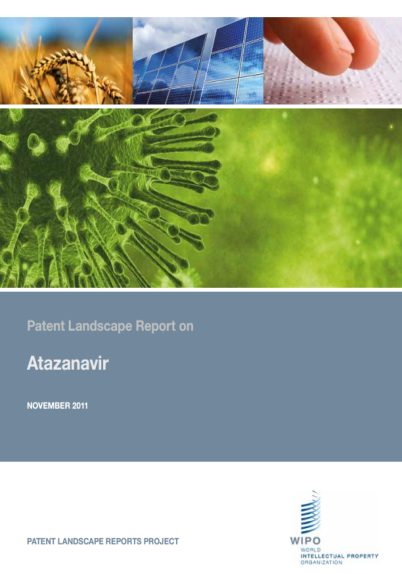 Patent Landscape Report on
Atazanavir
NOVEMBER 2011
PATENT LANDSCAPE REPORTS PROJECT
WIPO
WORLD
INTELLECTUAL PROPERTY
ORGANIZATION